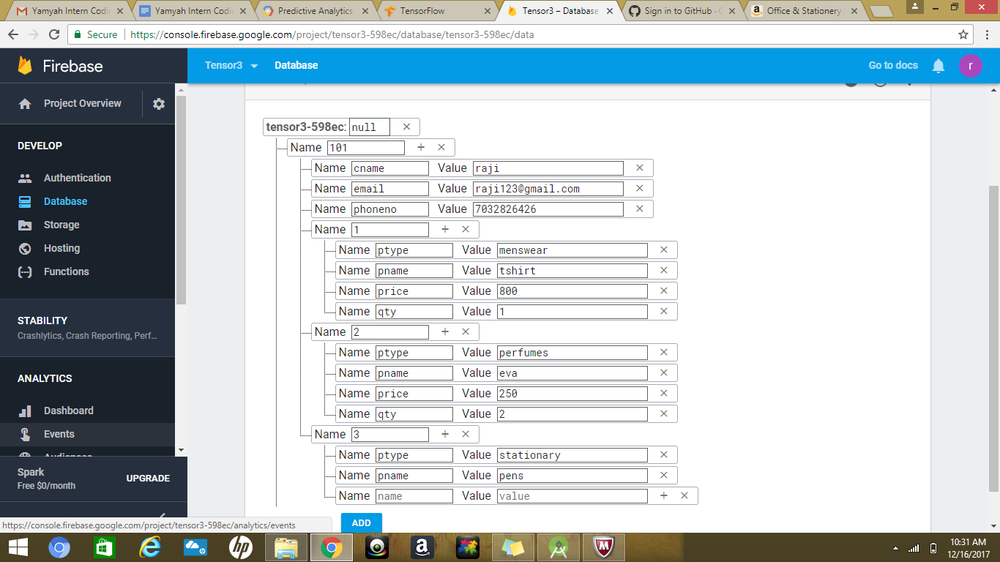 Yamyah Intern Codin
Yamyah Intern Codin
Predictive Analytics
TensorFlow
Tensor3 – Database
Sign in to GitHub · G
Office & Stationery
Secure https://console.firebase.google.com/project/tensor3-598ec/database/tensor3-598ec/data
Firebase
Tensor3 Database Go to docs r
Project Overview
DEVELOP
Authentication
Database
Storage
Hosting
Functions
STABILITY
Crashlytics, Crash Reporting, Perf...
ANALYTICS
Dashboard
Events
Spark
Free $0/month
UPGRADE
tensor3-598ec: null ×
Name 101 + ×
Name cname Value raji ×
Name email Value raji123@gmail.com ×
Name phoneno Value 7032826426 ×
Name 1 + ×
Name ptype Value menswear ×
Name pname Value tshirt ×
Name price Value 800 ×
Name qty Value 1 ×
Name 2 + ×
Name ptype Value perfumes ×
Name pname Value eva ×
Name price Value 250 ×
Name qty Value 2 ×
Name 3 + ×
Name ptype Value stationary ×
Name pname Value pens ×
Name name Value value + ×
ADD
https://console.firebase.google.com/project/tensor3-598ec/analytics/events
hp
a
10:31 AM
12/16/2017